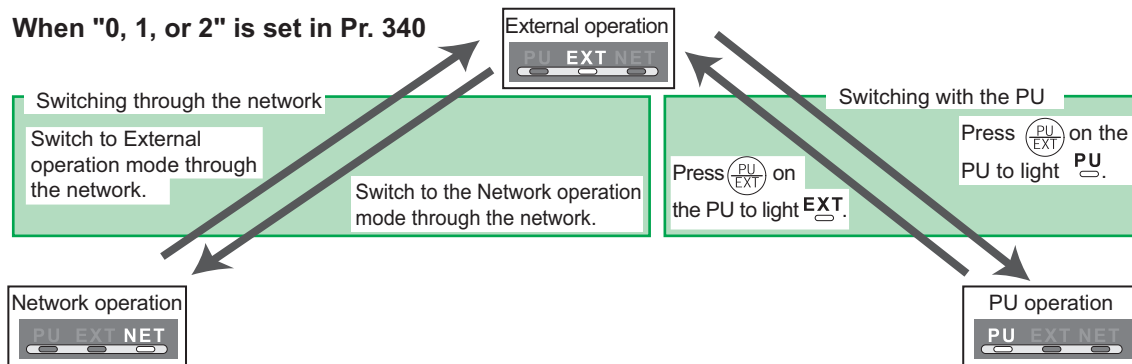 When "0, 1, or 2" is set in Pr. 340
External operation
PU EXT NET
Switching through the network
Switch to External
operation mode through
the network.
Switch to the Network operation
mode through the network.
Switching with the PU
Press PU/EXT on
the PU to light EXT.
Press PU/EXT on the
PU to light PU.
Network operation
PU EXT NET
PU operation
PU EXT NET